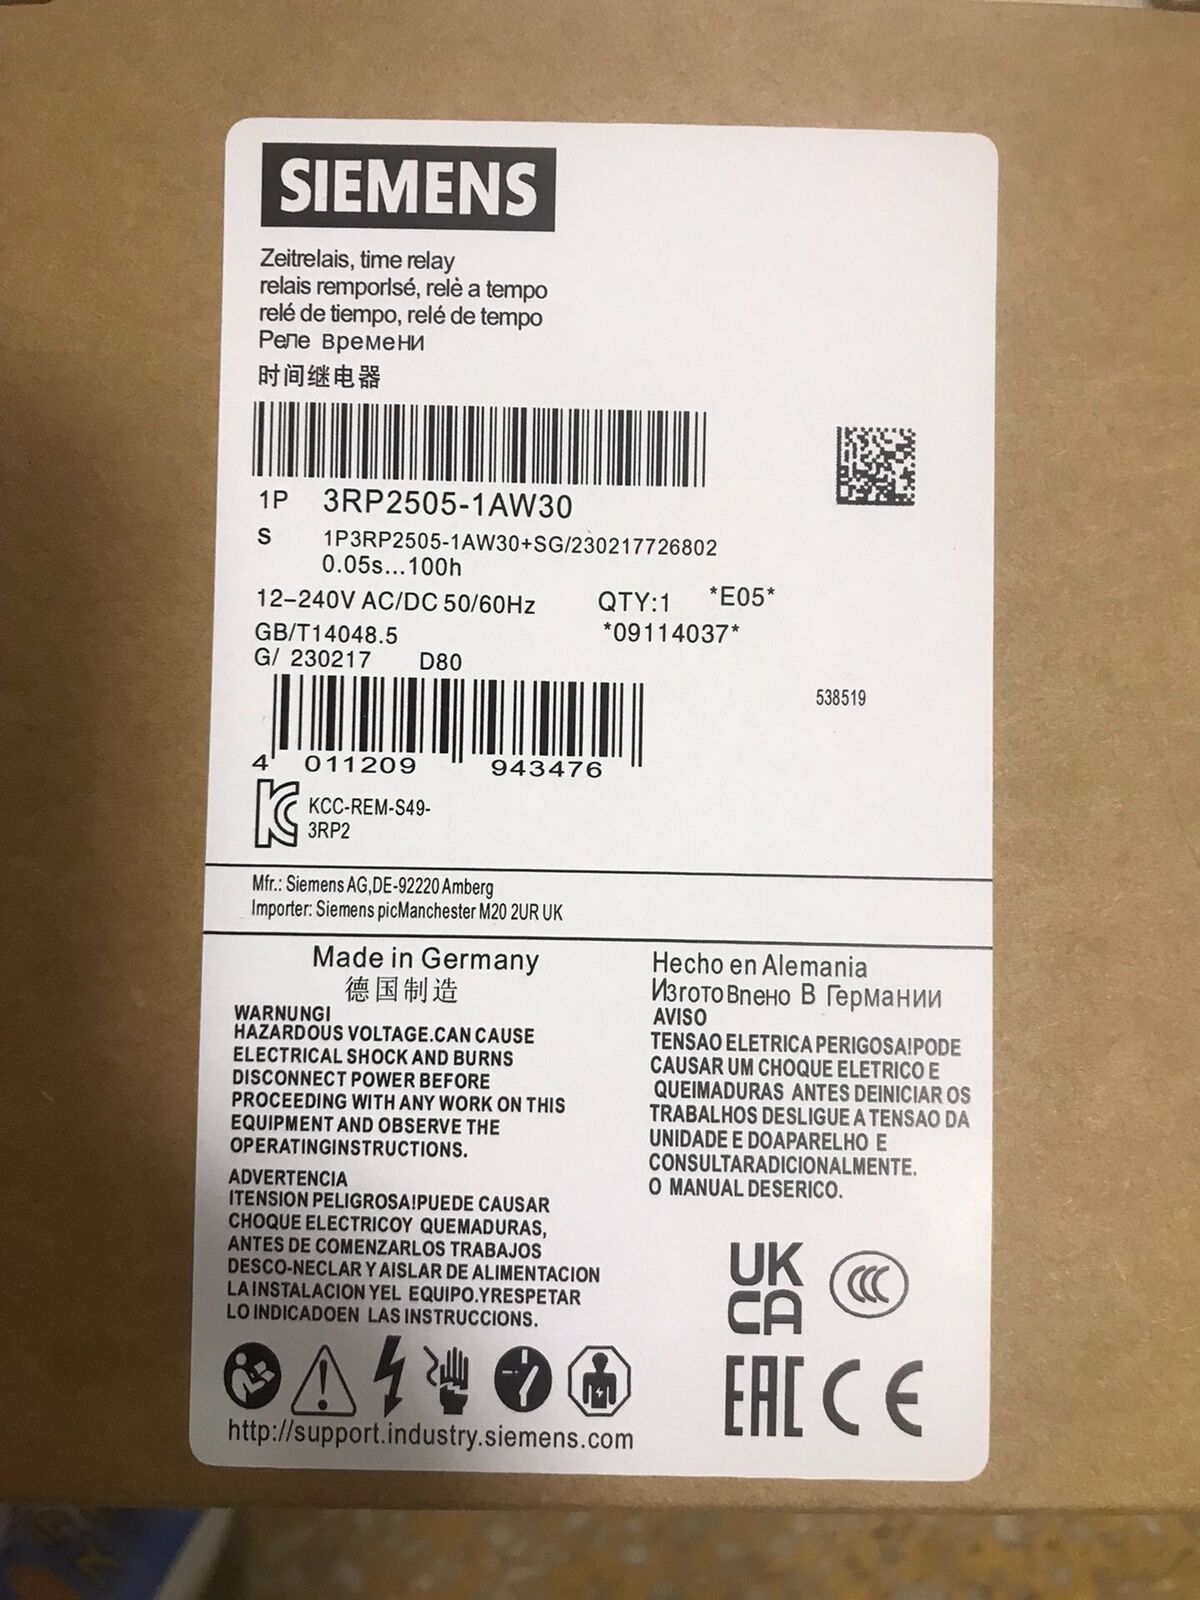 SIEMENS
Zeitrelais, time relay
relais remporlsé, relè a tempo
relé de tiempo, relé de tempo
Реле времени
时间继电器
1P 3RP2505-1AW30
S 1P3RP2505-1AW30+SG/230217726802
0.05s...100h
12–240V AC/DC 50/60Hz QTY:1 *E05*
GB/T14048.5 *09114037*
G/ 230217 D80
538519
4 011209 943476
KCC-REM-S49-
3RP2
Mfr.: Siemens AG,DE-92220 Amberg
Importer: Siemens picManchester M20 2UR UK
Made in Germany
德国制造
WARNUNGI
HAZARDOUS VOLTAGE.CAN CAUSE
ELECTRICAL SHOCK AND BURNS
DISCONNECT POWER BEFORE
PROCEEDING WITH ANY WORK ON THIS
EQUIPMENT AND OBSERVE THE
OPERATINGINSTRUCTIONS.
ADVERTENCIA
ITENSION PELIGROSA!PUEDE CAUSAR
CHOQUE ELECTRICOY QUEMADURAS,
ANTES DE COMENZARLOS TRABAJOS
DESCO-NECLAR Y AISLAR DE ALIMENTACION
LA INSTALACION YEL EQUIPO.YRESPETAR
LO INDICADOEN LAS INSTRUCCIONS.
Hecho en Alemania
Изготовлено В Германии
AVISO
TENSAO ELETRICA PERIGOSA!PODE
CAUSAR UM CHOQUE ELETRICO E
QUEIMADURAS ANTES DEINICIAR OS
TRABALHOS DESLIGUE A TENSAO DA
UNIDADE E DOAPARELHO E
CONSULTARADICIONALMENTE.
O MANUAL DESERICO.
UK
CA
CCC
EAC CE
http://support.industry.siemens.com